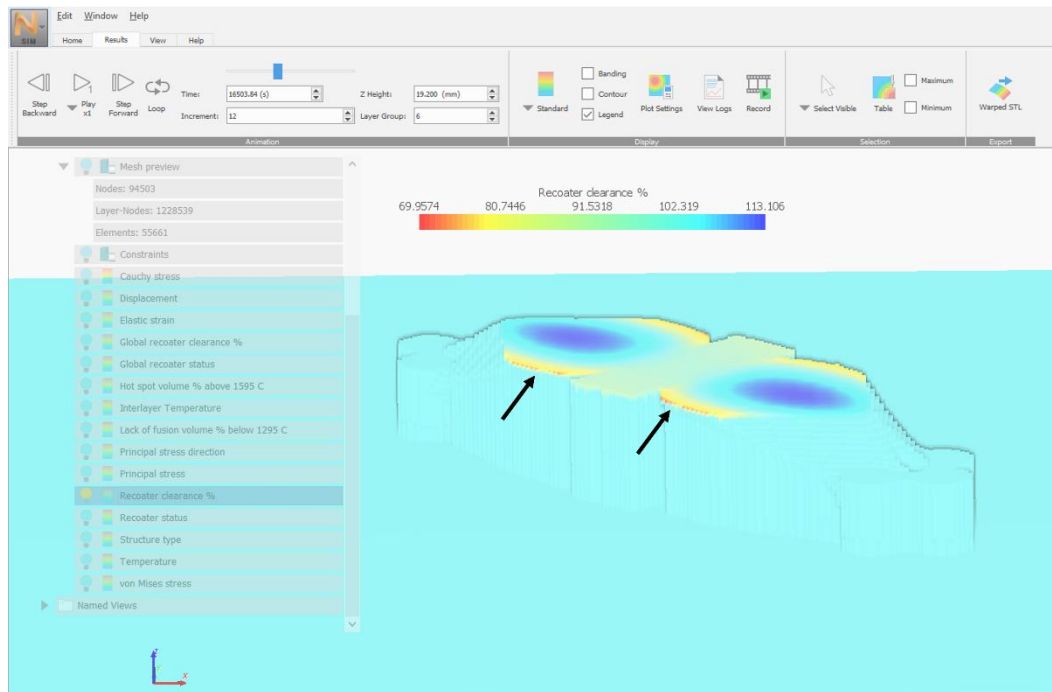 Edit Window Help
SIM Home Results View Help
Step Backward
Play x1
Step Forward
Loop
Time: 16503.84 (s)
Increment: 12
Z Height: 19.200 (mm)
Layer Group: 6
Animation
Standard
Banding
Contour
Legend
Plot Settings
View Logs
Record
Display
Select Visible
Table
Maximum
Minimum
Selection
Warped STL
Export
Mesh preview
Nodes: 94503
Layer-Nodes: 1228539
Elements: 55661
Constraints
Cauchy stress
Displacement
Elastic strain
Global recoater clearance %
Global recoater status
Hot spot volume % above 1595 C
Interlayer Temperature
Lack of fusion volume % below 1295 C
Principal stress direction
Principal stress
Recoater clearance %
Recoater status
Structure type
Temperature
von Mises stress
Named Views
Recoater clearance %
69.9574 80.7446 91.5318 102.319 113.106
Z
Y
X